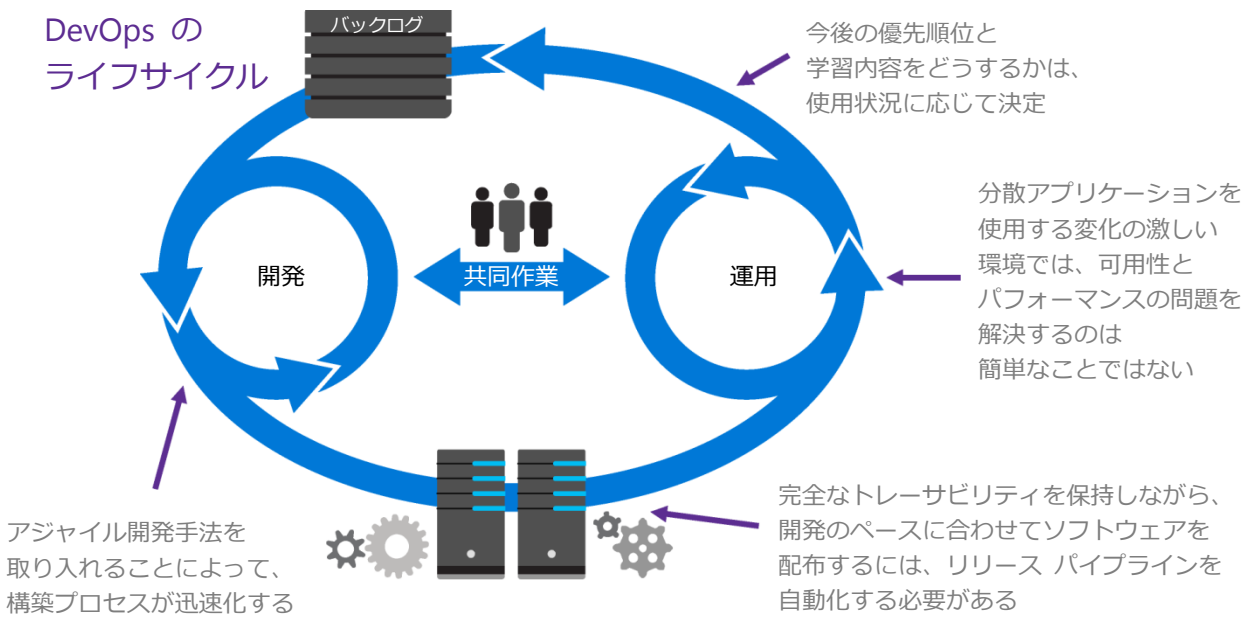 DevOps の
ライフサイクル
バックログ
今後の優先順位と
学習内容をどうするかは、
使用状況に応じて決定
分散アプリケーションを
使用する変化の激しい
環境では、可用性と
パフォーマンスの問題を
解決するのは
簡単なことではない
開発
共同作業
運用
アジャイル開発手法を
取り入れることによって、
構築プロセスが迅速化する
完全なトレーサビリティを保持しながら、
開発のペースに合わせてソフトウェアを
配布するには、リリース パイプラインを
自動化する必要がある